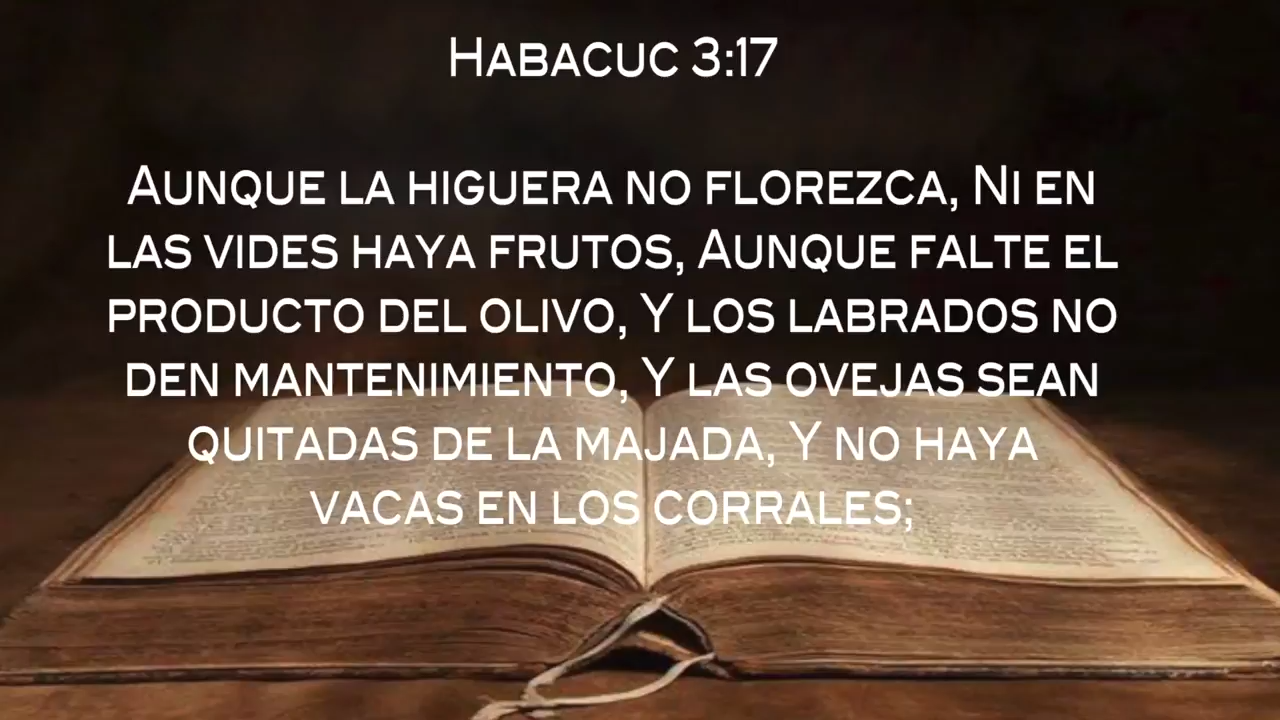 Habacuc 3:17
Aunque la higuera no florezca, Ni en
las vides haya frutos, Aunque falte el
producto del olivo, Y los labrados no
den mantenimiento, Y las ovejas sean
quitadas de la majada, Y no haya
vacas en los corrales;